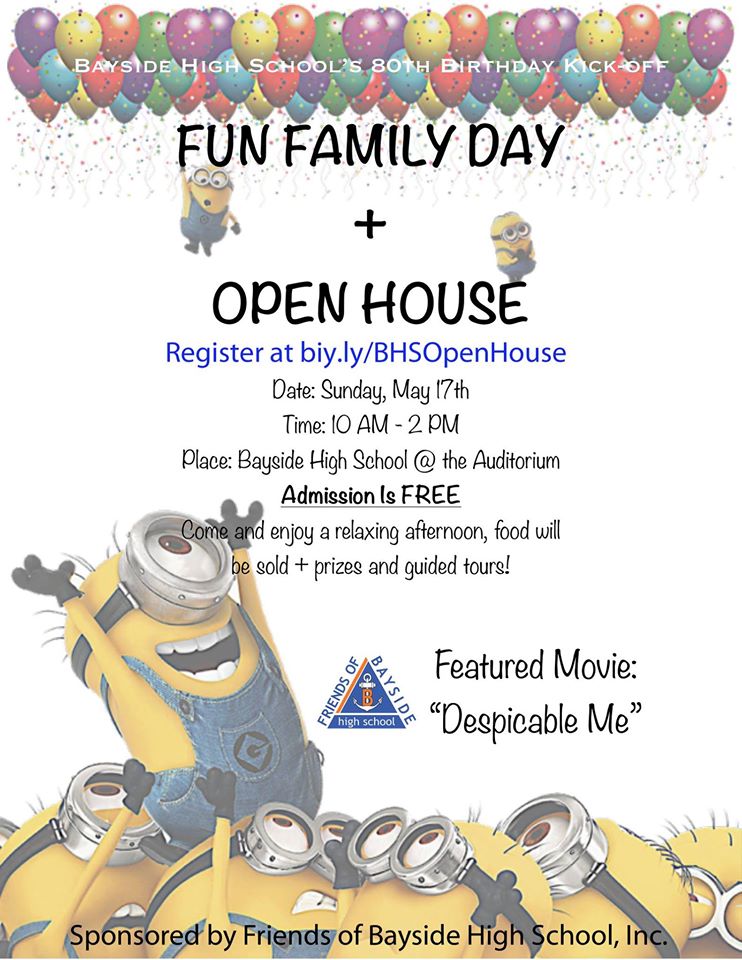 BAYSIDE HIGH SCHOOL'S 80TH BIRTHDAY KICK-OFF
FUN FAMILY DAY
+
OPEN HOUSE
Register at biy.ly/BHSOpenHouse
Date: Sunday, May 17th
Time: 10 AM - 2 PM
Place: Bayside High School @ the Auditorium
Admission Is FREE
Come and enjoy a relaxing afternoon, food will
be sold + prizes and guided tours!
FRIENDS OF BAYSIDE
B
high school
Featured Movie:
"Despicable Me"
Sponsored by Friends of Bayside High School, Inc.